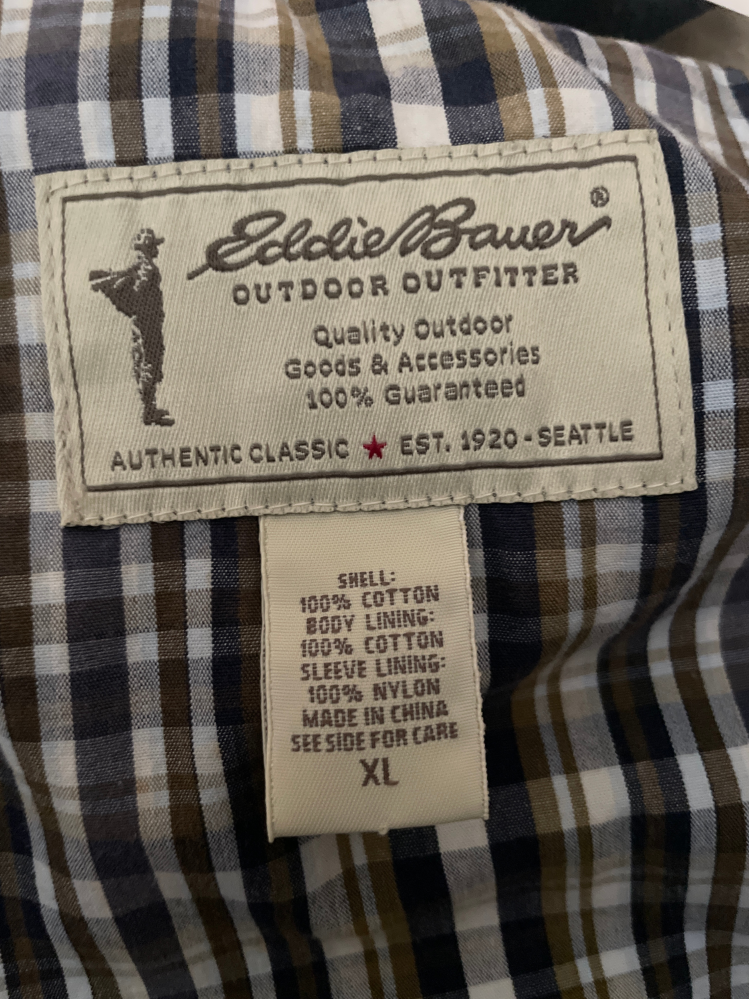 Eddie Bauer®
OUTDOOR OUTFITTER
Quality Outdoor
Goods & Accessories
100% Guaranteed
AUTHENTIC CLASSIC ★ EST. 1920 - SEATTLE
SHELL:
100% COTTON
BODY LINING:
100% COTTON
SLEEVE LINING:
100% NYLON
MADE IN CHINA
SEE SIDE FOR CARE
XL